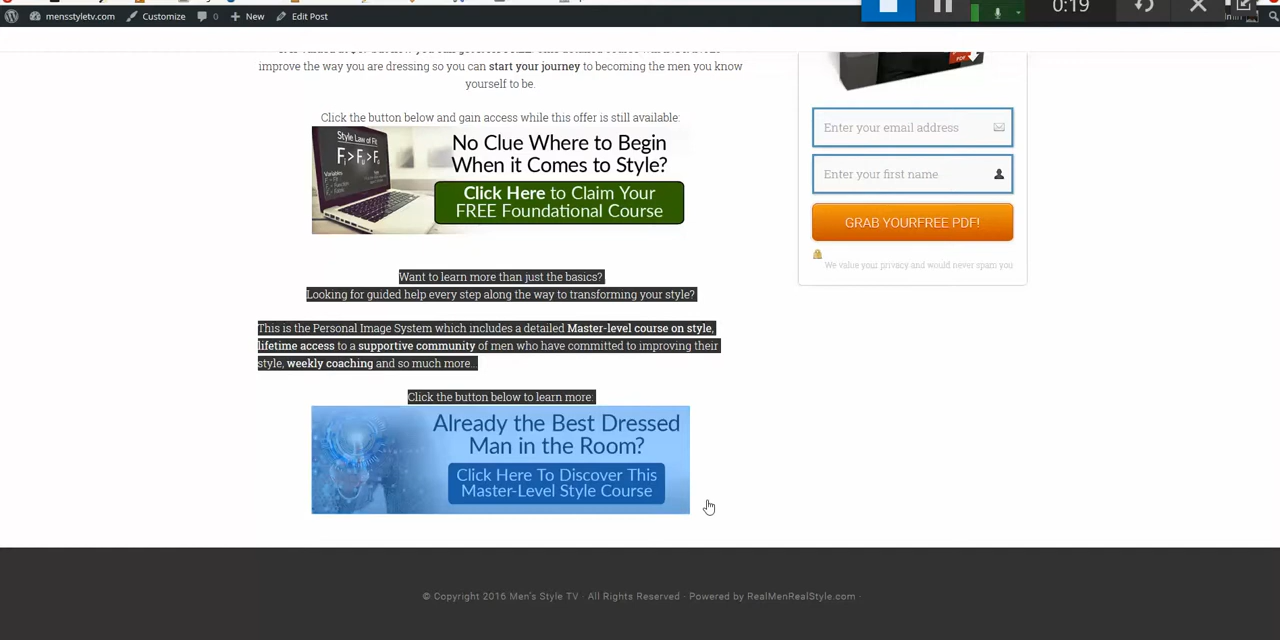 mensstyletv.com Customize 0 New Edit Post
0:19
improve the way you are dressing so you can start your journey to becoming the men you know
yourself to be.
Click the button below and gain access while this offer is still available:
Style Law of Fit
No Clue Where to Begin
When it Comes to Style?
Click Here to Claim Your
FREE Foundational Course
Want to learn more than just the basics?
Looking for guided help every step along the way to transforming your style?
This is the Personal Image System which includes a detailed Master-level course on style,
lifetime access to a supportive community of men who have committed to improving their
style, weekly coaching and so much more...
Click the button below to learn more:
Already the Best Dressed
Man in the Room?
Click Here To Discover This
Master-Level Style Course
PDF
Enter your email address
Enter your first name
GRAB YOURFREE PDF!
We value your privacy and would never spam you
© Copyright 2016 Men's Style TV · All Rights Reserved · Powered by RealMenRealStyle.com ·